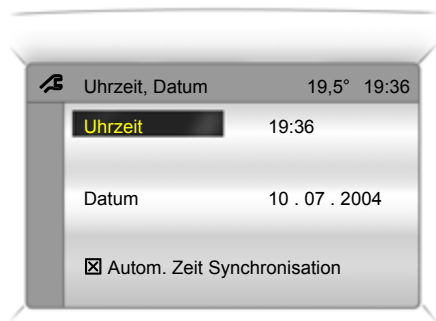 Uhrzeit, Datum 19,5° 19:36
Uhrzeit 19:36
Datum 10 . 07 . 2004
Autom. Zeit Synchronisation